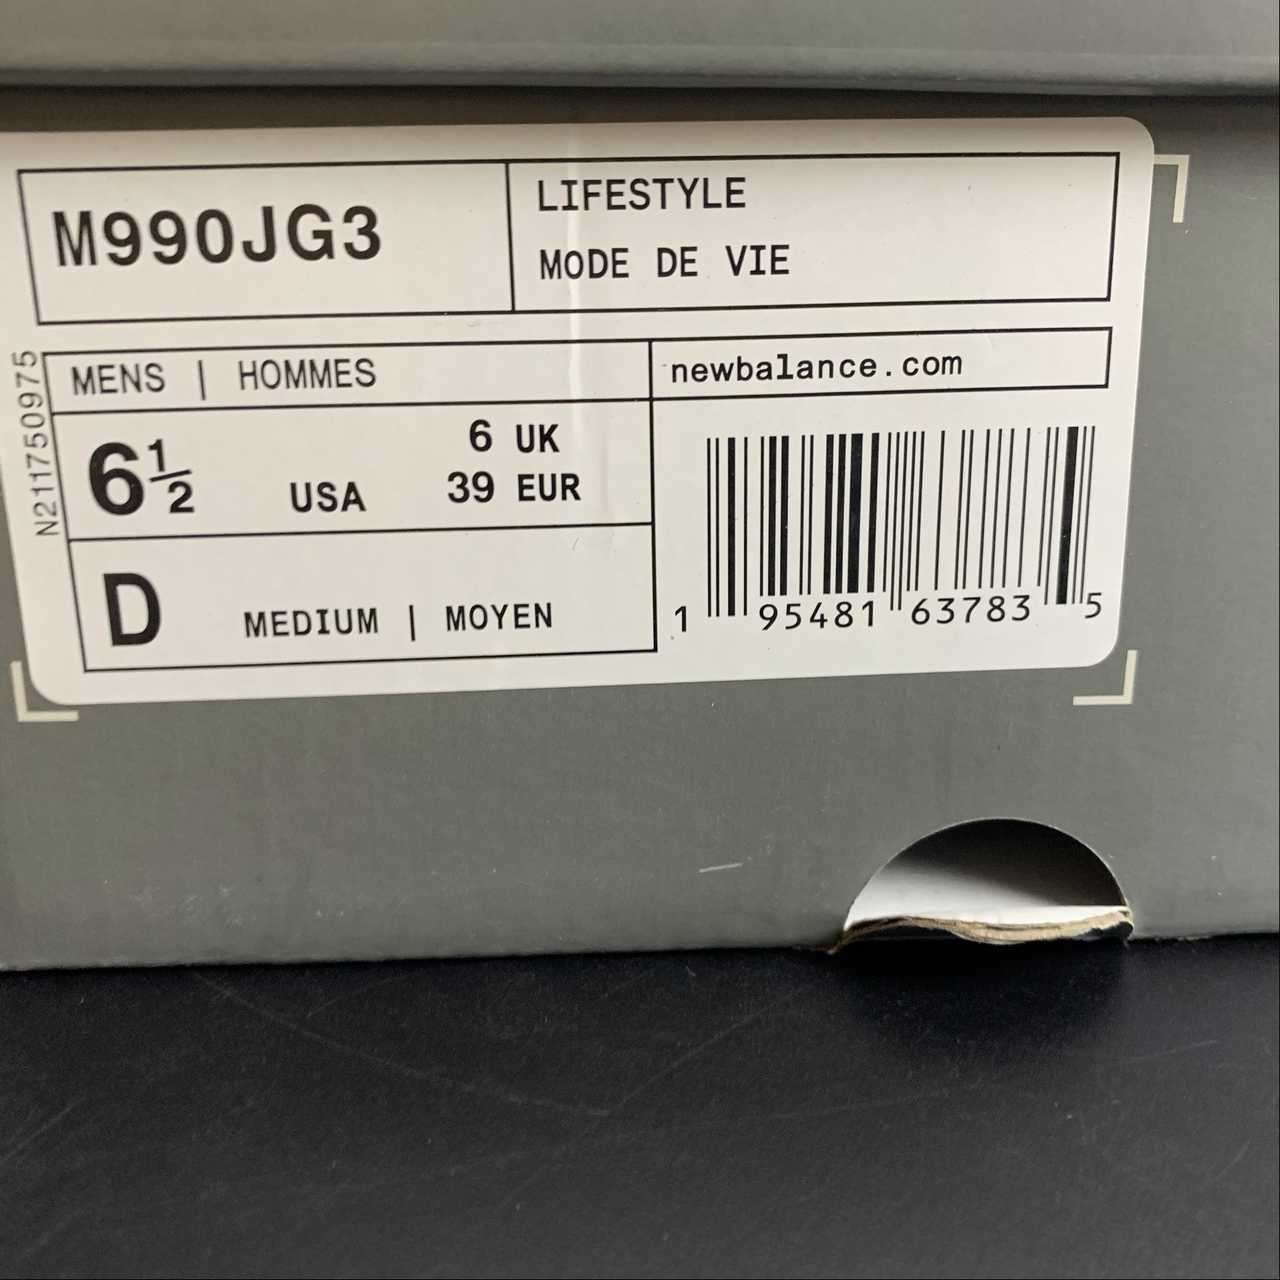 M990JG3
LIFESTYLE
MODE DE VIE
N211750975
MENS | HOMMES
newbalance.com
6½ USA
6 UK
39 EUR
D MEDIUM | MOYEN
1 95481 63783 5